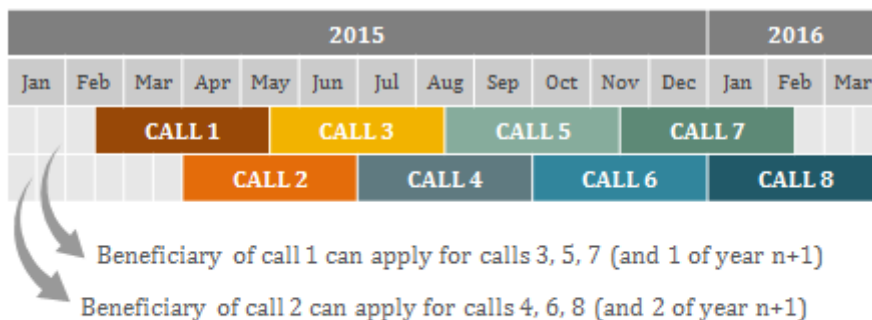 2015 2016
Jan Feb Mar Apr May Jun Jul Aug Sep Oct Nov Dec Jan Feb Mar
CALL 1 CALL 3 CALL 5 CALL 7
CALL 2 CALL 4 CALL 6 CALL 8
Beneficiary of call 1 can apply for calls 3, 5, 7 (and 1 of year n+1)
Beneficiary of call 2 can apply for calls 4, 6, 8 (and 2 of year n+1)